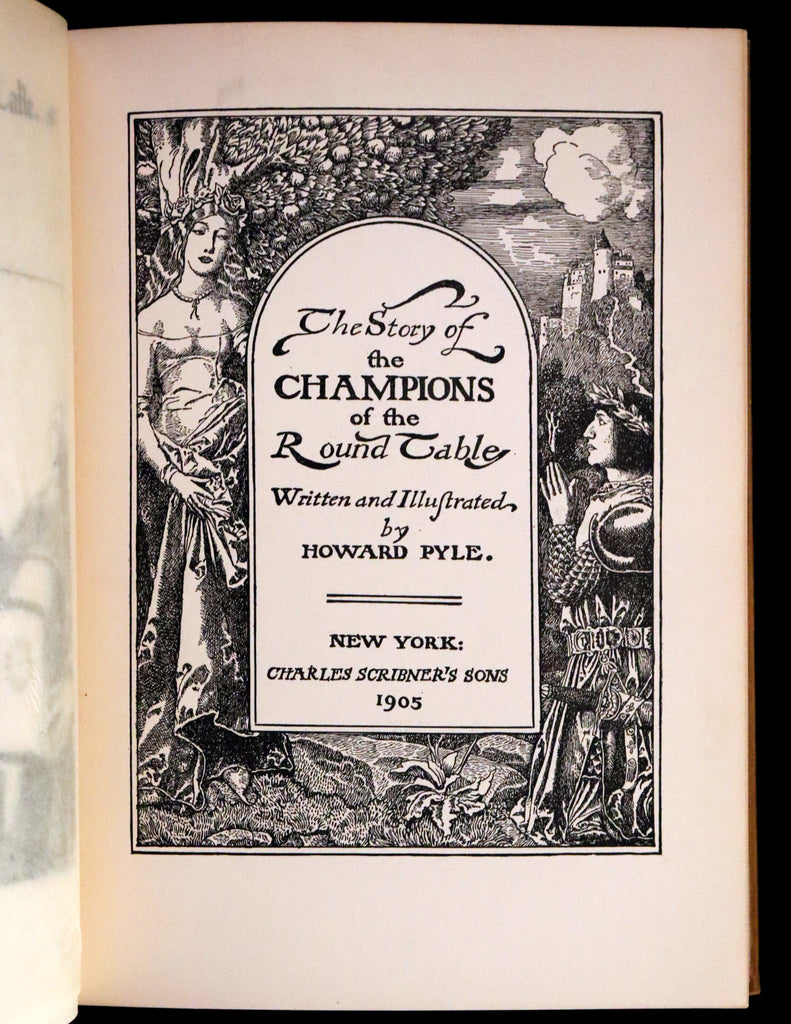 The Story of
the
CHAMPIONS
of the
Round Table
Written and Illustrated
by
HOWARD PYLE.
NEW YORK:
CHARLES SCRIBNER'S SONS
1905